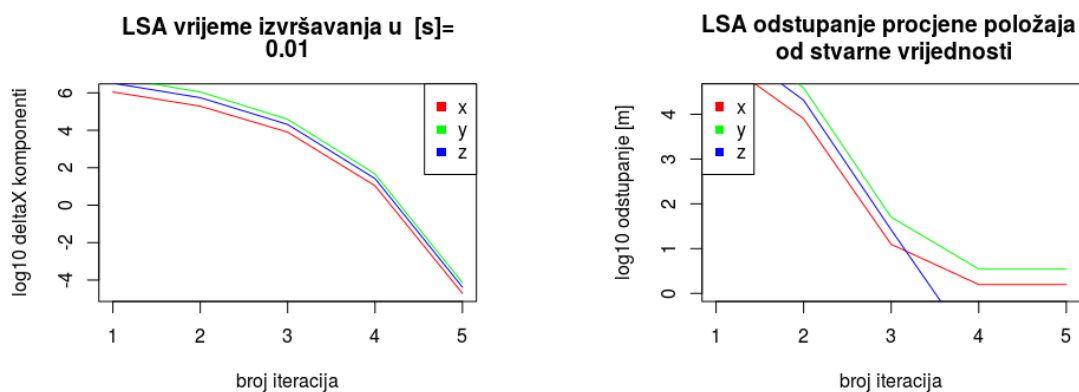 LSA vrijeme izvršavanja u [s]=
0.01
log10 deltaX komponenti
6
4
2
0
-2
-4
x
y
z
1 2 3 4 5
broj iteracija
LSA odstupanje procjene položaja
od stvarne vrijednosti
log10 odstupanje [m]
4
3
2
1
0
x
y
z
1 2 3 4 5
broj iteracija